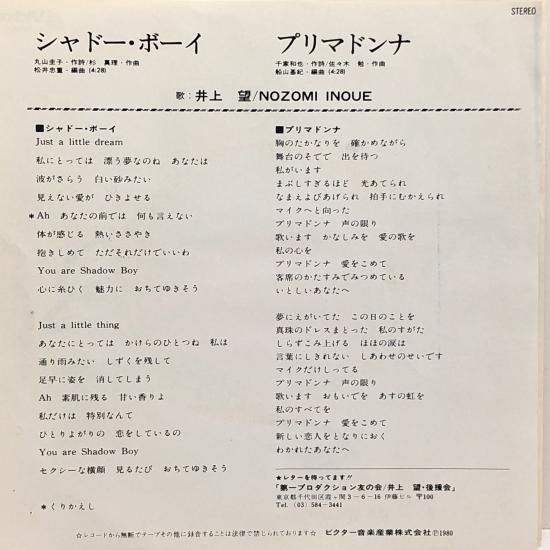 STEREO
シャドー・ボーイ
丸山圭子・作詩/杉　真理・作曲
松井忠重・編曲 (4:28)
プリマドンナ
千家和也・作詩/佐々木　勉・作曲
船山基紀・編曲 (4:28)
歌：井上　望/NOZOMI INOUE
■シャドー・ボーイ
Just a little dream
私にとっては　漂う夢なのね　あなたは
波がさらう　白い砂みたい
見えない愛が　ひきよせる
*Ah　あなたの前では　何も言えない
体が感じる　熱いささやき
抱きしめて　ただそれだけでいいわ
You are Shadow Boy
心に糸ひく　魅力に　おちてゆきそう
Just a little thing
あなたにとっては　かけらのひとつね　私は
通り雨みたい　しずくを残して
足早に姿を　消してしまう
Ah　素肌に残る　甘い香りよ
私だけは　特別なんて
ひとりよがりの　恋をしているの
You are Shadow Boy
セクシーな横顔　見るたび　おちてゆきそう
*くりかえし
■プリマドンナ
胸のたかなりを　確かめながら
舞台のそでで　出を待つ
私がいます
まぶしすぎるほど　光あてられ
なまえよびあげられ　拍手にむかえられ
マイクへと向った
プリマドンナ　声の限り
歌います　かなしみを　愛の歌を
私の心を
プリマドンナ　愛をこめて
客席のかたすみでみつめている
いとしいあなたへ
夢にえがいてた　この日のことを
真珠のドレスまとった　私のすがた
しらずこみ上げる　ほほの涙は
言葉にしきれない　しあわせのせいです
マイクだけしってる
プリマドンナ　声の限り
歌います　おもいでを　あすの虹を
私のすべてを
プリマドンナ　愛をこめて
新しい恋人をとなりにおく
わかれたあなたへ
★レターを待ってます!!
「第一プロダクション友の会/井上　望・後援会」
東京都千代田区霞ヶ関3－6－16 伊藤ビル 〒100
Tel. (03) 584-3441
☆レコードから無断でテープその他に録音することは法律で禁じられております☆
ビクター音楽産業株式会社Ⓟ1980